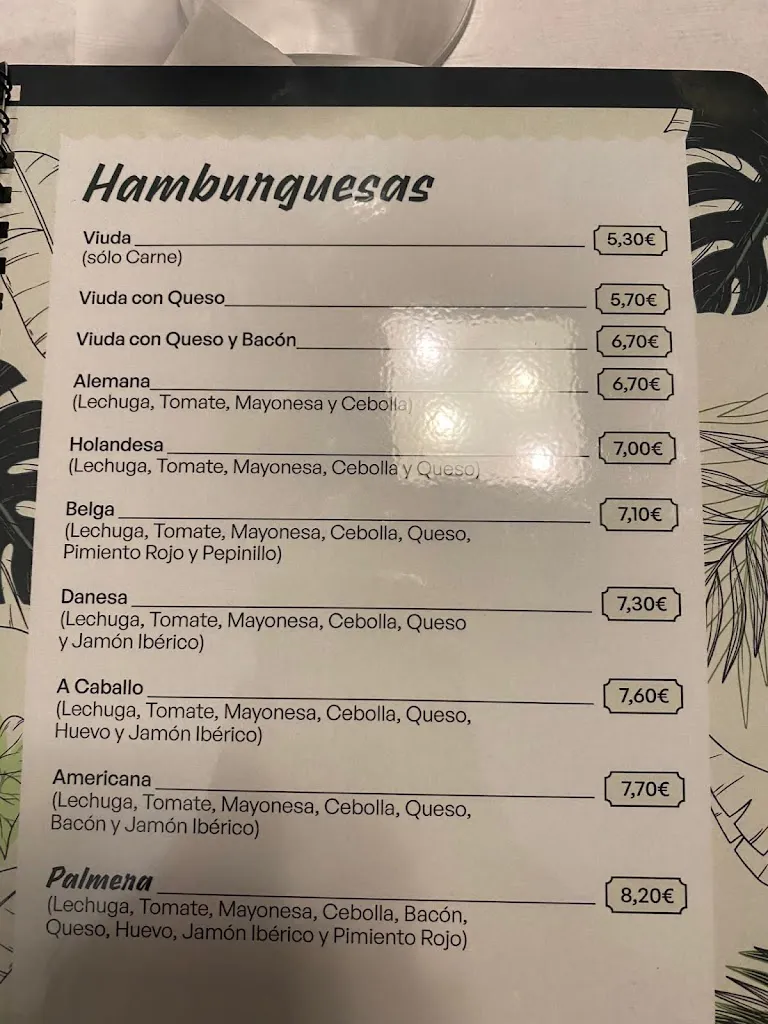 Hamburguesas
Viuda 5,30€
(sólo Carne)
Viuda con Queso 5,70€
Viuda con Queso y Bacón 6,70€
Alemana 6,70€
(Lechuga, Tomate, Mayonesa y Cebolla)
Holandesa 7,00€
(Lechuga, Tomate, Mayonesa, Cebolla y Queso)
Belga 7,10€
(Lechuga, Tomate, Mayonesa, Cebolla, Queso,
Pimiento Rojo y Pepinillo)
Danesa 7,30€
(Lechuga, Tomate, Mayonesa, Cebolla, Queso
y Jamón Ibérico)
A Caballo 7,60€
(Lechuga, Tomate, Mayonesa, Cebolla, Queso,
Huevo y Jamón Ibérico)
Americana 7,70€
(Lechuga, Tomate, Mayonesa, Cebolla, Queso,
Bacón y Jamón Ibérico)
Palmera 8,20€
(Lechuga, Tomate, Mayonesa, Cebolla, Bacón,
Queso, Huevo, Jamón Ibérico y Pimiento Rojo)